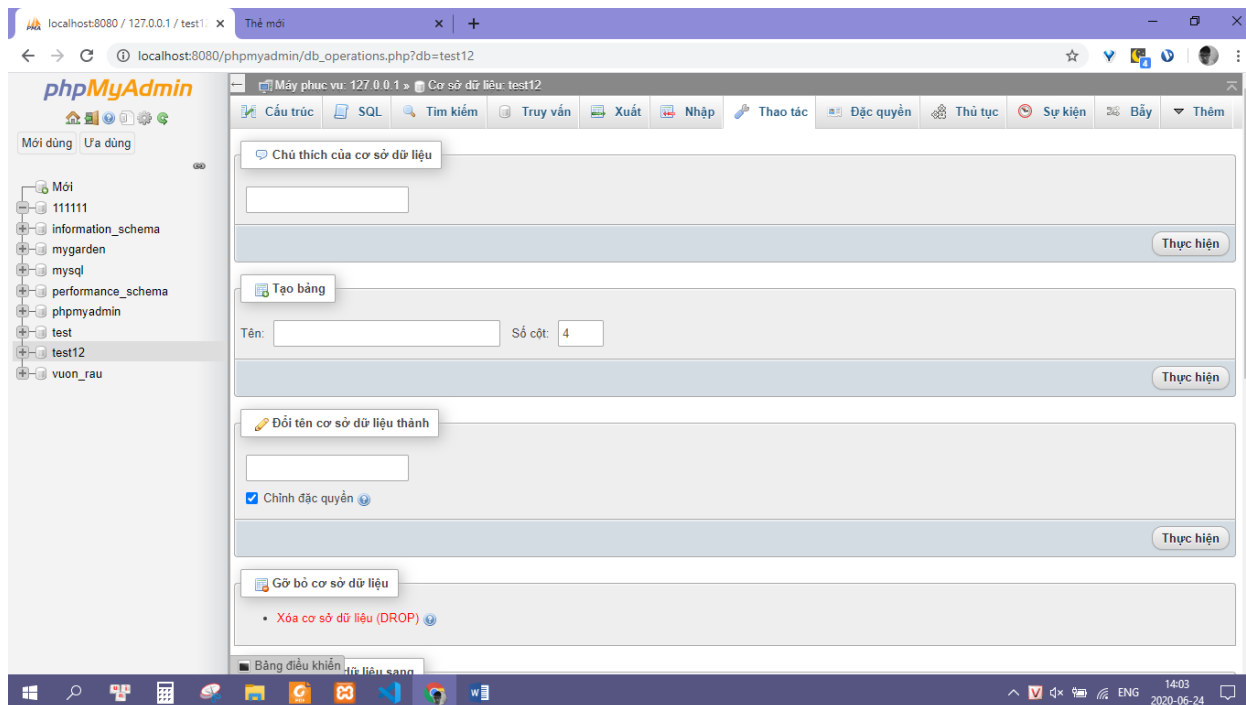 localhost:8080 / 127.0.0.1 / test1
Thẻ mới
localhost:8080/phpmyadmin/db_operations.php?db=test12
4
phpMyAdmin
Mới dùng Ưa dùng
Mới
111111
information_schema
mygarden
mysql
performance_schema
phpmyadmin
test
test12
vuon_rau
Máy phục vụ: 127.0.0.1 » Cơ sở dữ liệu: test12
Cấu trúc SQL Tìm kiếm Truy vấn Xuất Nhập Thao tác Đặc quyền Thủ tục Sự kiện Bẫy Thêm
Chú thích của cơ sở dữ liệu
Thực hiện
Tạo bảng
Tên: Số cột: 4
Thực hiện
Đổi tên cơ sở dữ liệu thành
Chỉnh đặc quyền
Thực hiện
Gỡ bỏ cơ sở dữ liệu
Xóa cơ sở dữ liệu (DROP)
Bảng điều khiển dữ liệu sang
ENG
14:03
2020-06-24